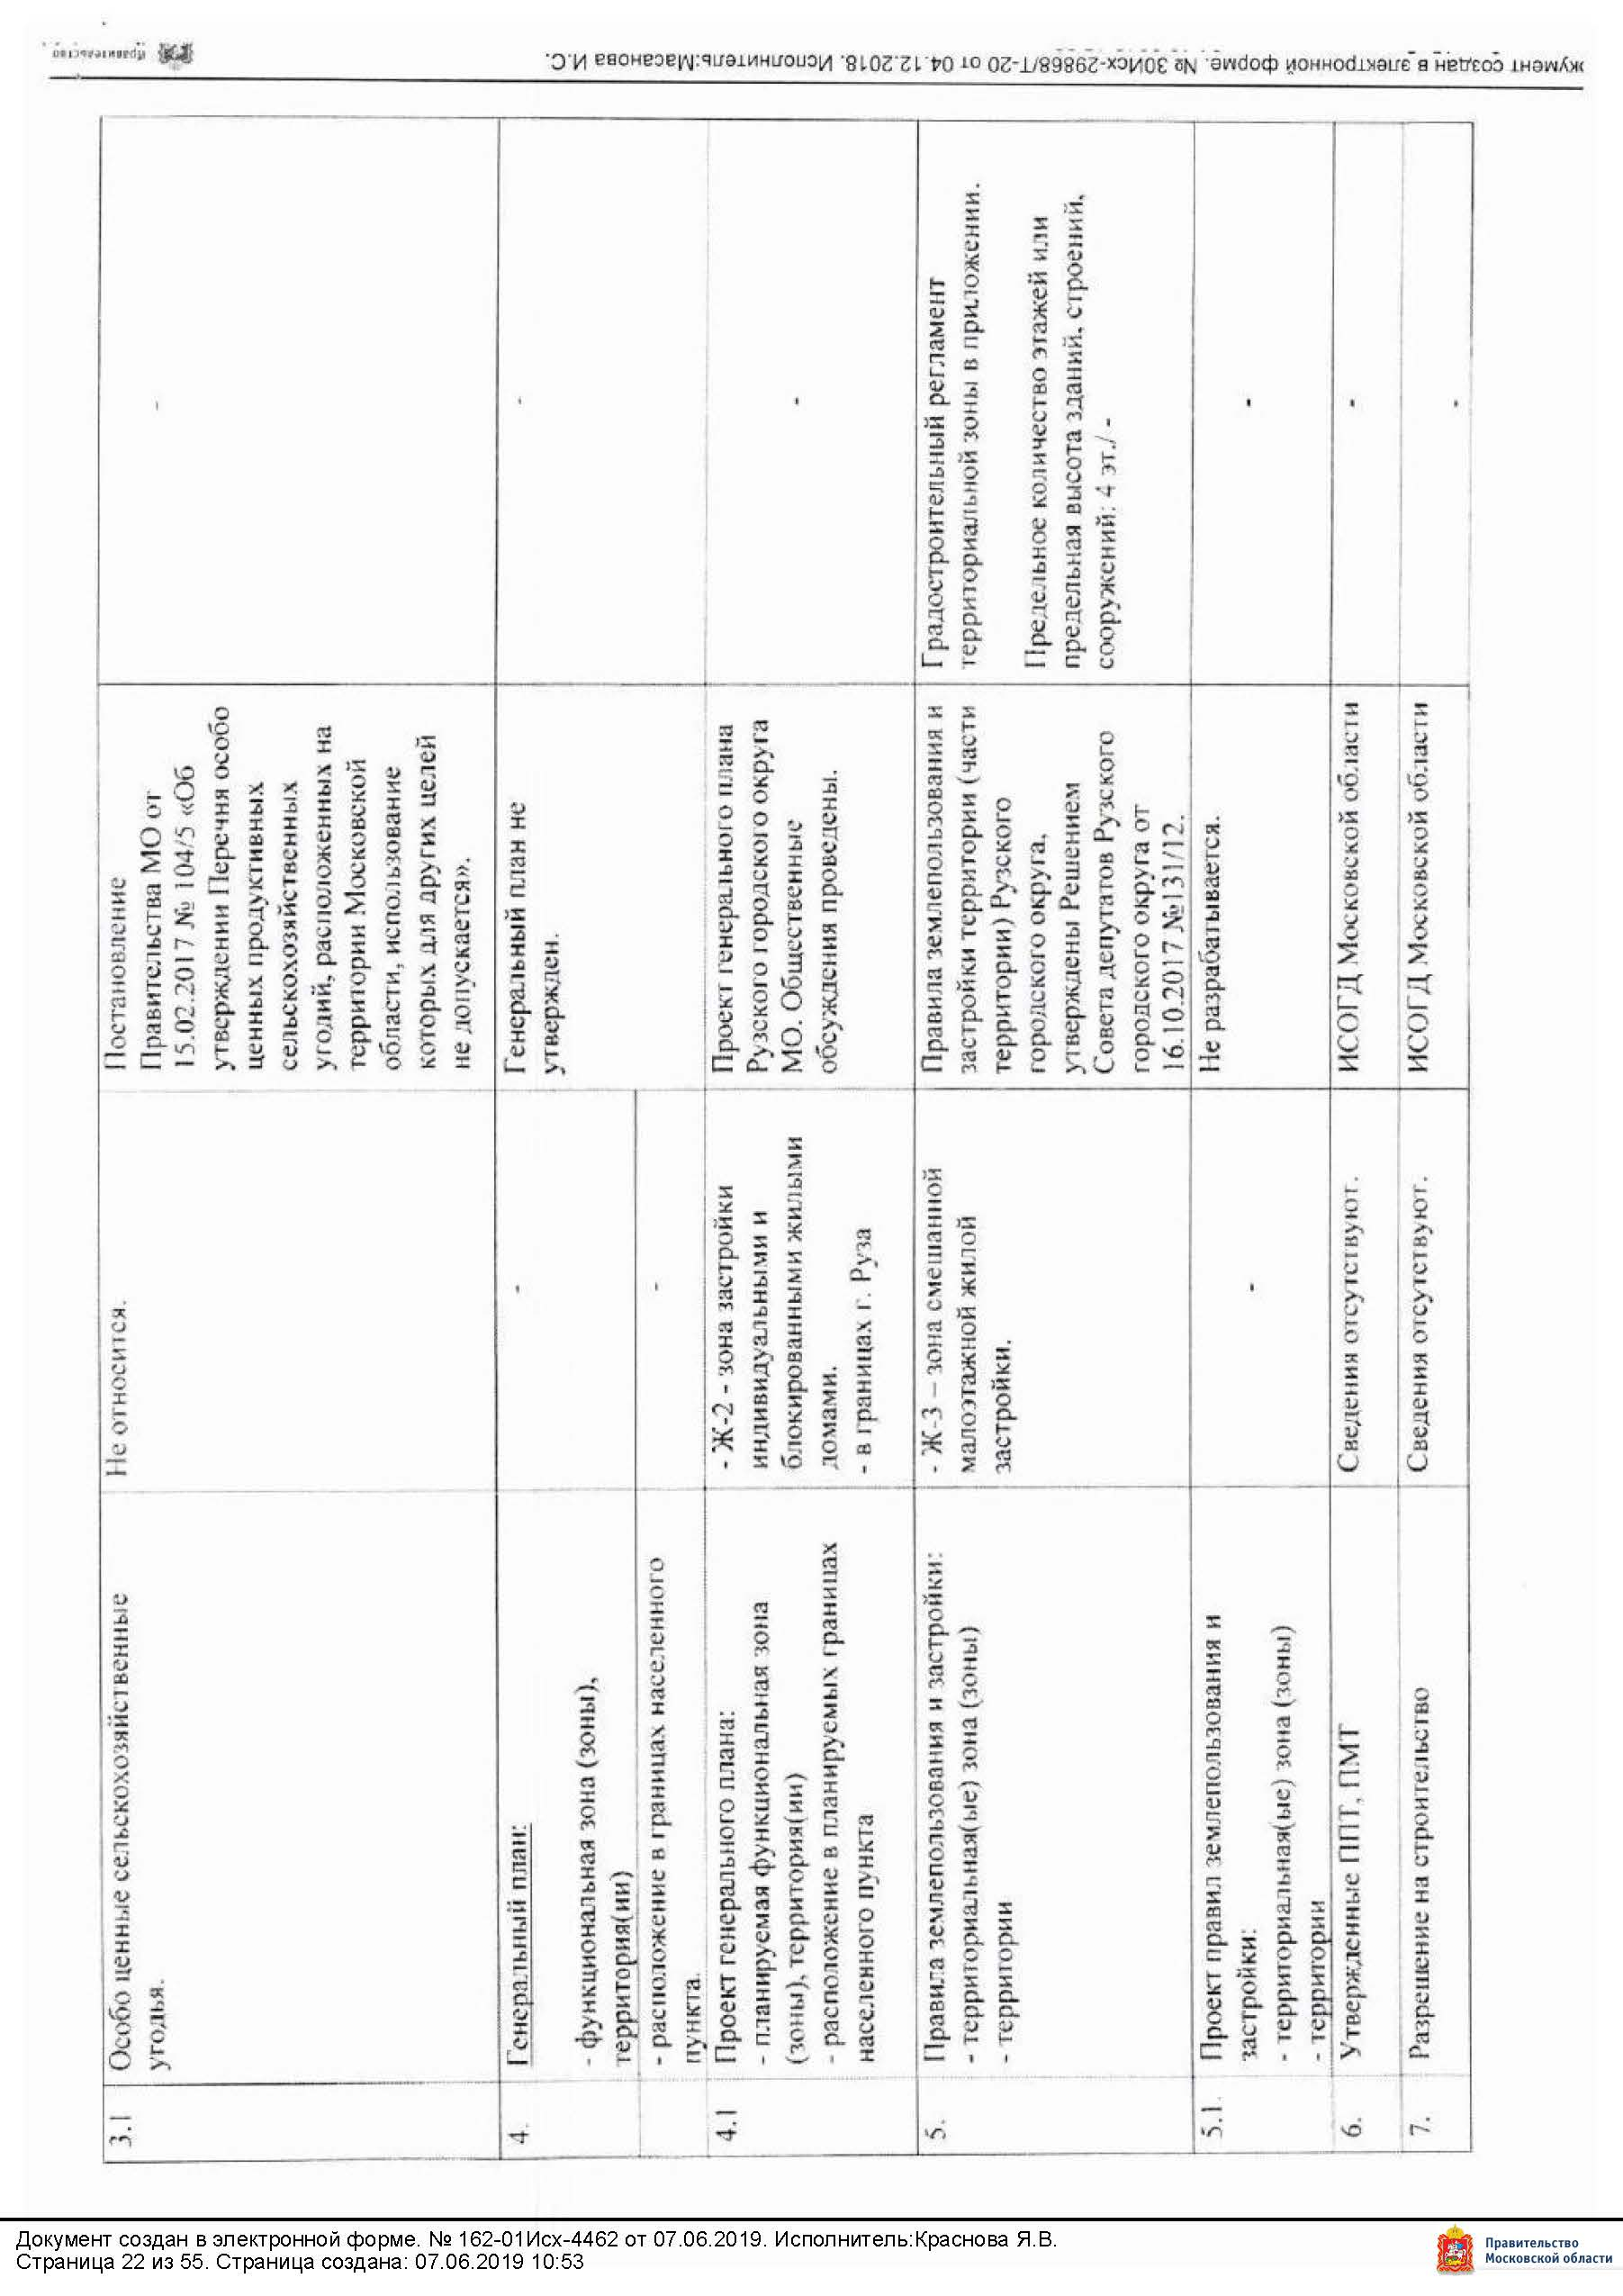 жумент создан в электронной форме. № 30Исх-29868/Т-20 от 04.12.2018. Исполнитель:Масанова И.С.
Правительство
3.1
Особо ценные сельскохозяйственные
угодья.
Не относится.
Постановление
Правительства МО от
15.02.2017 № 104/5 «Об
утверждении Перечня особо
ценных продуктивных
сельскохозяйственных
угодий, расположенных на
территории Московской
области, использование
которых для других целей
не допускается».
-
4.
Генеральный план:
- функциональная зона (зоны),
территория(ии)
-
Генеральный план не
утвержден.
-
- расположение в границах населенного
пункта.
-
4.1
Проект генерального плана:
- планируемая функциональная зона
(зоны), территория(ии)
- расположение в планируемых границах
населенного пункта
- Ж-2 - зона застройки
индивидуальными и
блокированными жилыми
домами.
- в границах г. Руза
Проект генерального плана
Рузского городского округа
МО. Общественные
обсуждения проведены.
-
5.
Правила землепользования и застройки:
- территориальная(ые) зона (зоны)
- территории
- Ж-3 – зона смешанной
малоэтажной жилой
застройки.
Правила землепользования и
застройки территории (части
территории) Рузского
городского округа,
утверждены Решением
Совета депутатов Рузского
городского округа от
16.10.2017 №131/12.
Градостроительный регламент
территориальной зоны в приложении.
Предельное количество этажей или
предельная высота зданий, строений,
сооружений: 4 эт./ -
5.1.
Проект правил землепользования и
застройки:
- территориальная(ые) зона (зоны)
- территории
-
Не разрабатывается.
-
6.
Утвержденные ППТ, ПМТ
Сведения отсутствуют.
ИСОГД Московской области
-
7.
Разрешение на строительство
Сведения отсутствуют.
ИСОГД Московской области
-
Документ создан в электронной форме. № 162-01Исх-4462 от 07.06.2019. Исполнитель:Краснова Я.В.
Страница 22 из 55. Страница создана: 07.06.2019 10:53
Правительство
Московской области